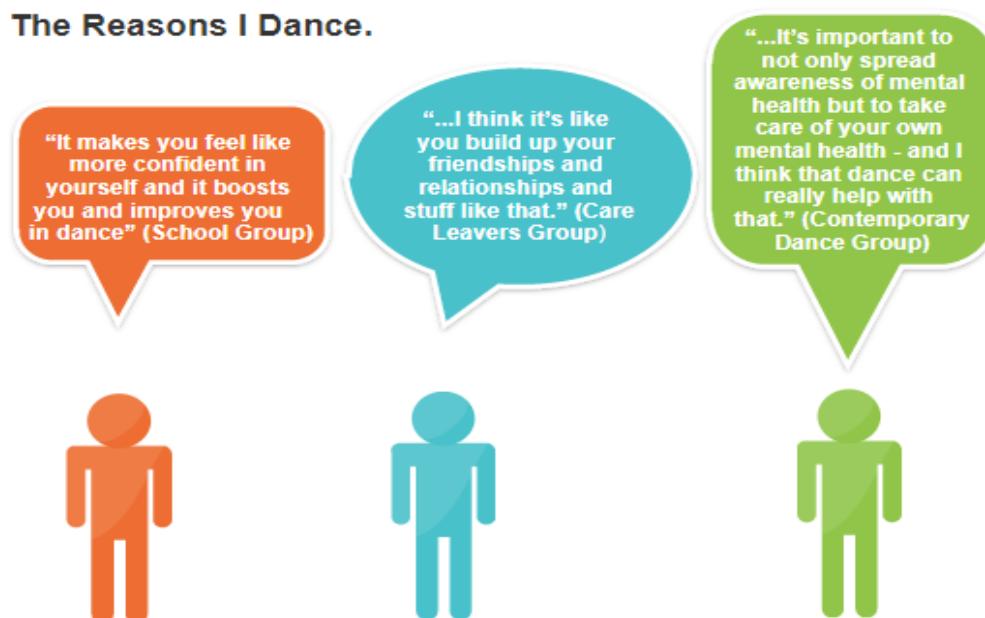 The Reasons I Dance.
“It makes you feel like
more confident in
yourself and it boosts
you and improves you
in dance” (School Group)
“...I think it’s like
you build up your
friendships and
relationships and
stuff like that.” (Care
Leavers Group)
“...It’s important to
not only spread
awareness of mental
health but to take
care of your own
mental health - and I
think that dance can
really help with
that.” (Contemporary
Dance Group)